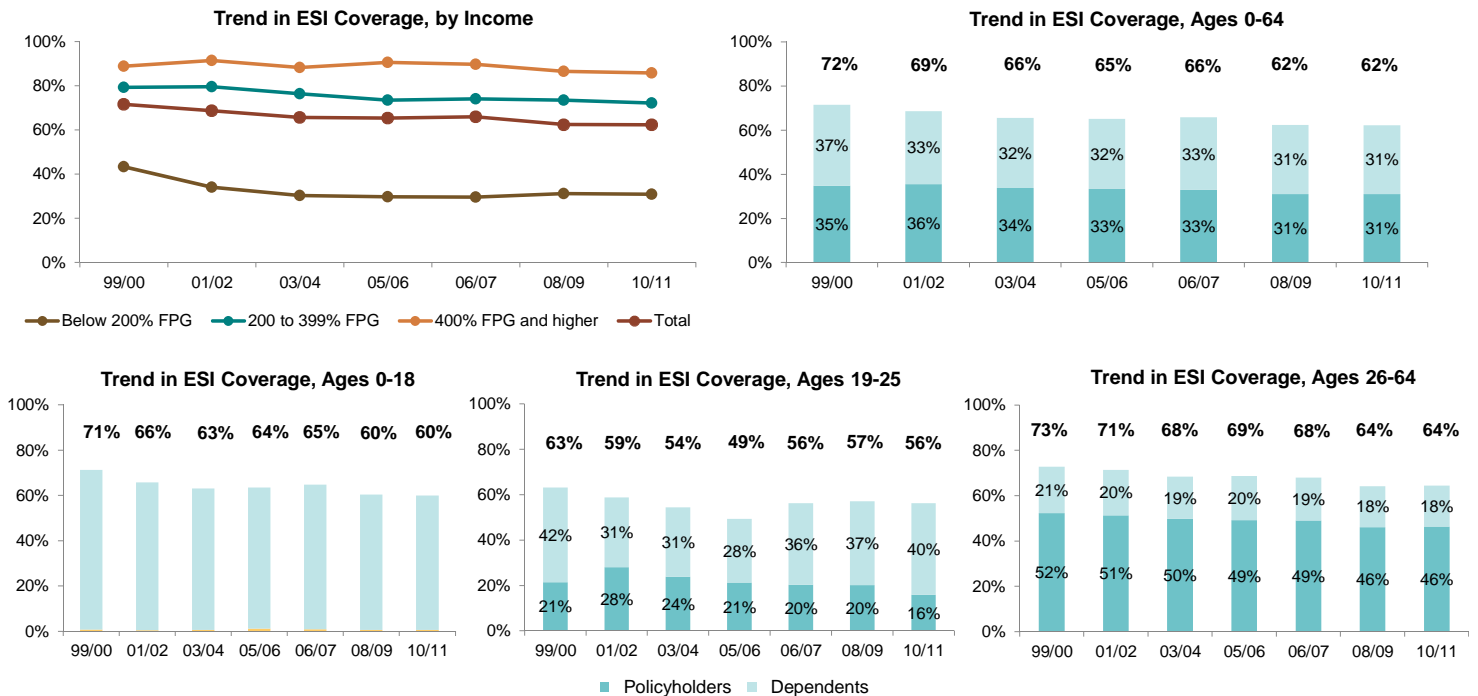 Trend in ESI Coverage, by Income
100%
80%
60%
40%
20%
0%
99/00 01/02 03/04 05/06 06/07 08/09 10/11
Below 200% FPG 200 to 399% FPG 400% FPG and higher Total
Trend in ESI Coverage, Ages 0-64
100%
72% 69% 66% 65% 66% 62% 62%
80%
60%
37% 33% 32% 32% 33% 31% 31%
40%
20%
35% 36% 34% 33% 33% 31% 31%
0%
99/00 01/02 03/04 05/06 06/07 08/09 10/11
Trend in ESI Coverage, Ages 0-18
100%
71% 66% 63% 64% 65% 60% 60%
80%
60%
40%
20%
0%
99/00 01/02 03/04 05/06 06/07 08/09 10/11
Trend in ESI Coverage, Ages 19-25
100%
63% 59% 54% 49% 56% 57% 56%
80%
60%
42% 31% 31% 28% 36% 37% 40%
40%
20%
21% 28% 24% 21% 20% 20% 16%
0%
99/00 01/02 03/04 05/06 06/07 08/09 10/11
Policyholders Dependents
Trend in ESI Coverage, Ages 26-64
100%
73% 71% 68% 69% 68% 64% 64%
80%
60%
21% 20% 19% 20% 19% 18% 18%
40%
20%
52% 51% 50% 49% 49% 46% 46%
0%
99/00 01/02 03/04 05/06 06/07 08/09 10/11